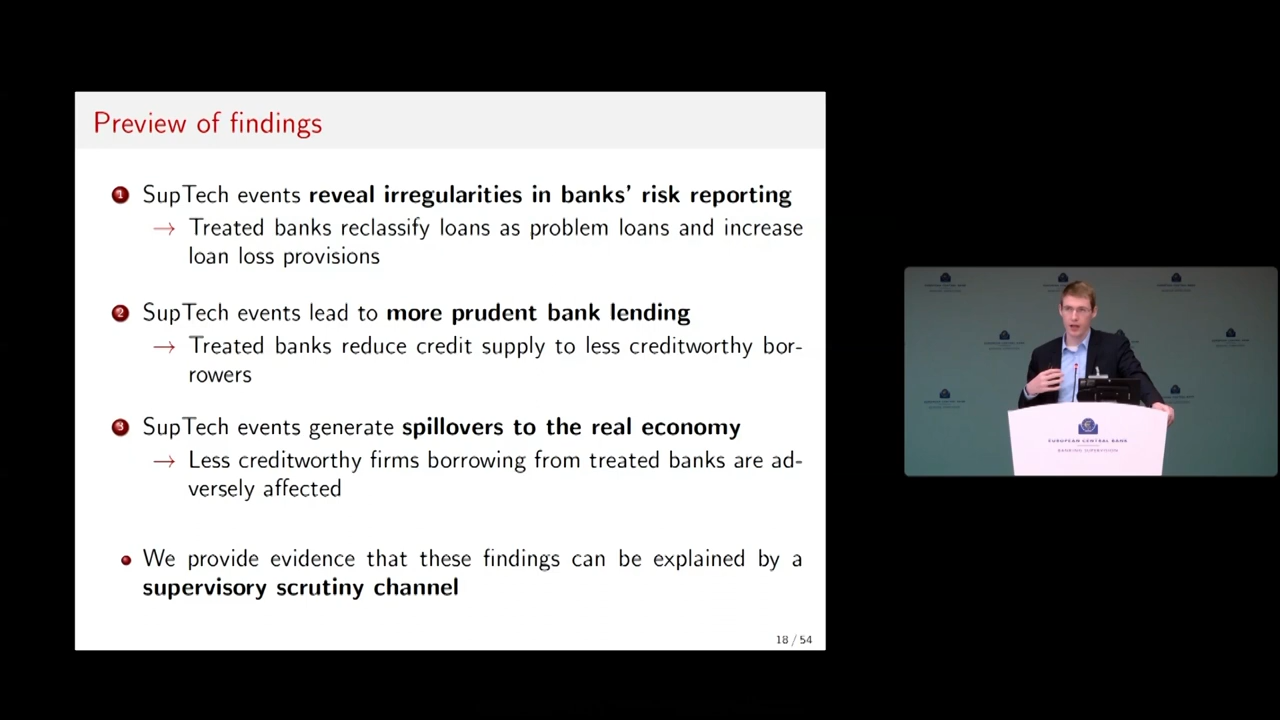 Preview of findings
1 SupTech events reveal irregularities in banks' risk reporting
→ Treated banks reclassify loans as problem loans and increase
loan loss provisions
2 SupTech events lead to more prudent bank lending
→ Treated banks reduce credit supply to less creditworthy bor-
rowers
3 SupTech events generate spillovers to the real economy
→ Less creditworthy firms borrowing from treated banks are ad-
versely affected
• We provide evidence that these findings can be explained by a
supervisory scrutiny channel
18 / 54
EUROPEAN CENTRAL BANK
BANKING SUPERVISION